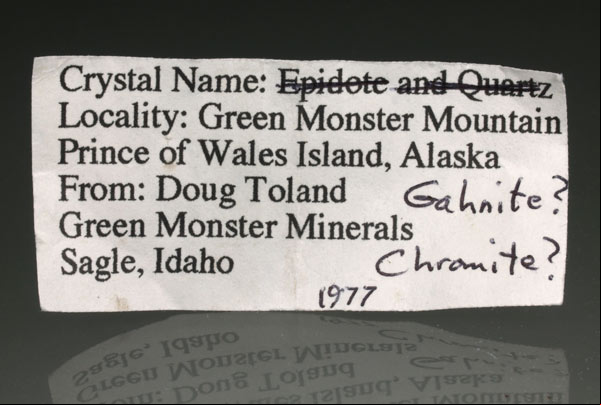 Crystal Name: Epidote and Quartz
Locality: Green Monster Mountain
Prince of Wales Island, Alaska
From: Doug Toland
Gahnite?
Green Monster Minerals
Sagle, Idaho
Chromite?
1977